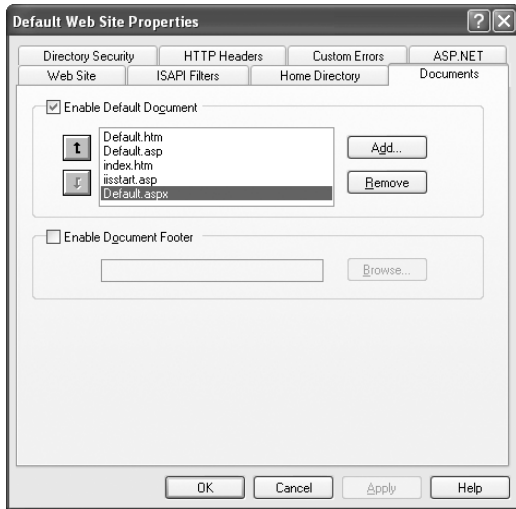 Default Web Site Properties
Directory Security HTTP Headers Custom Errors ASP.NET
Web Site ISAPI Filters Home Directory Documents
Enable Default Document
Default.htm
Default.asp
index.htm
iisstart.asp
Default.aspx
Add...
Remove
Enable Document Footer
Browse...
OK Cancel Apply Help